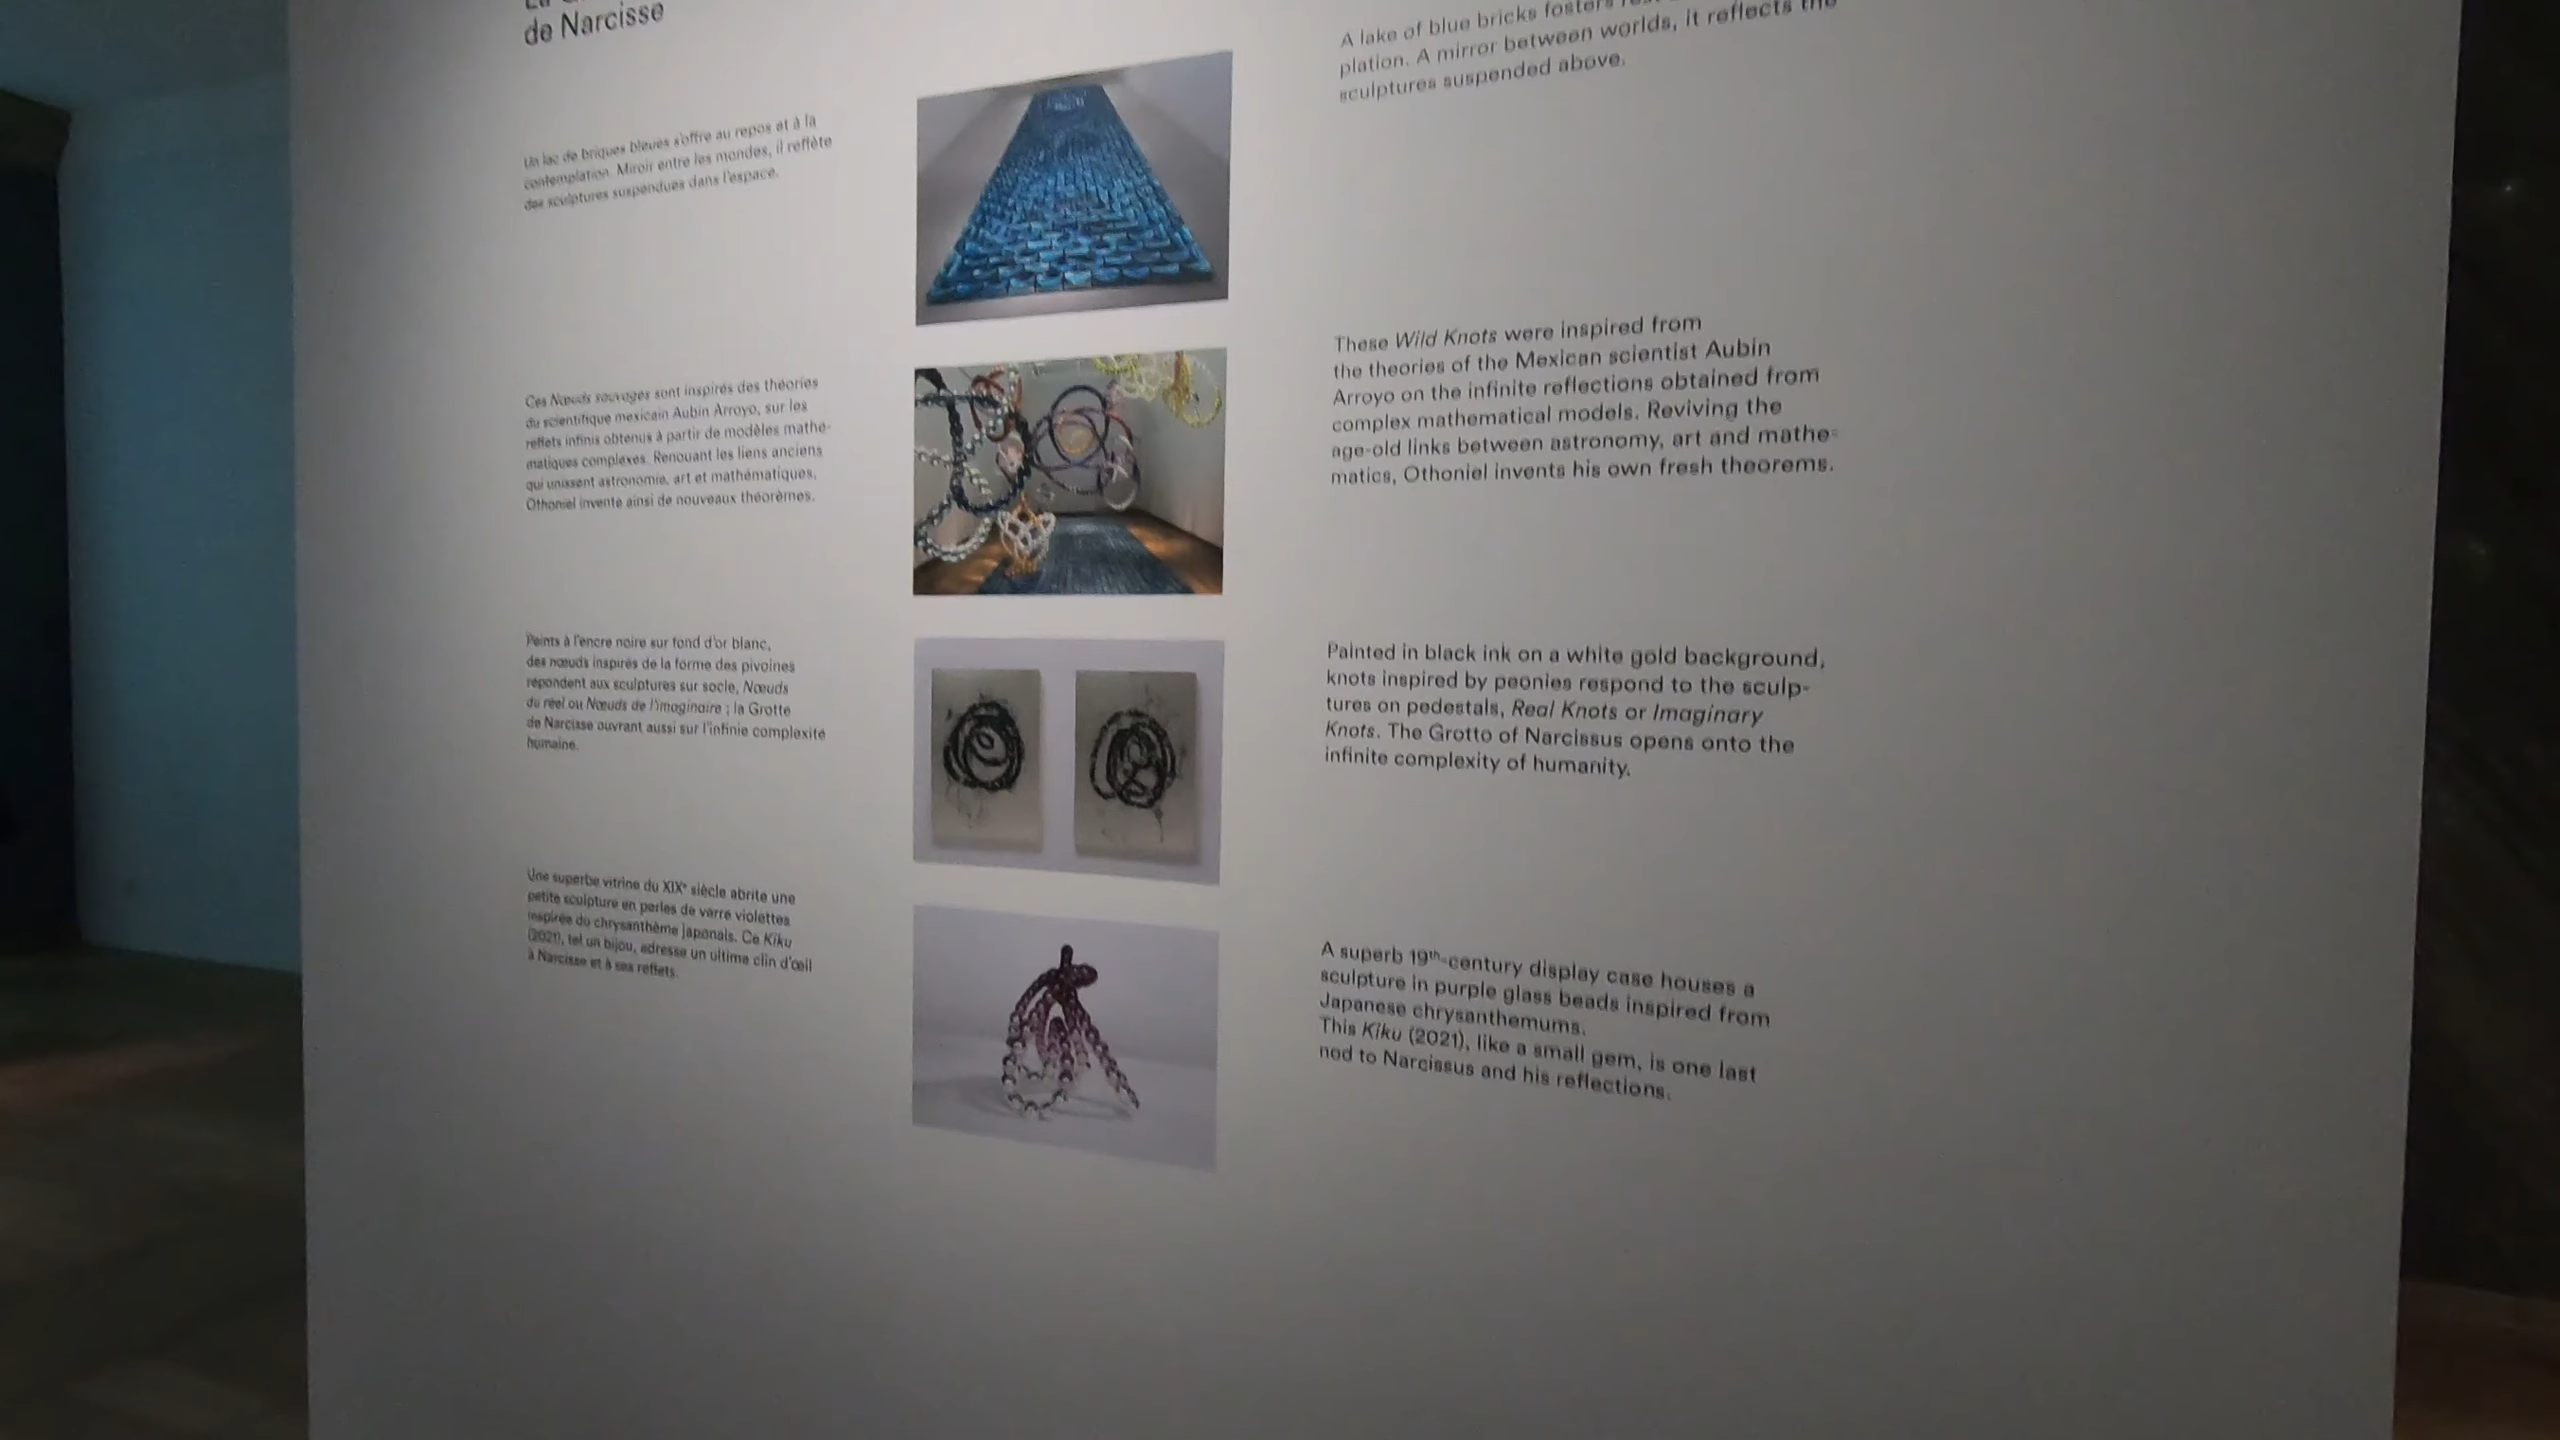 de Narcisse
Un lac de briques bleues s'offre au repos et à la
contemplation. Miroir entre les mondes, il reflète
des sculptures suspendues dans l'espace.
Ces Nœuds sauvages sont inspirés des théories
du scientifique mexicain Aubin Arroyo, sur les
reflets infinis obtenus à partir de modèles mathé-
matiques complexes. Renouant les liens anciens
qui unissent astronomie, art et mathématiques,
Othoniel invente ainsi de nouveaux théorèmes.
Peints à l'encre noire sur fond d'or blanc,
des nœuds inspirés de la forme des pivoines
répondent aux sculptures sur socle, Nœuds
du réel ou Nœuds de l'imaginaire ; la Grotte
de Narcisse ouvrant aussi sur l'infinie complexité
humaine.
Une superbe vitrine du XIXe siècle abrite une
petite sculpture en perles de verre violettes
inspirée du chrysanthème japonais. Ce Kiku
(2021), tel un bijou, adresse un ultime clin d'œil
à Narcisse et à ses reflets.
A lake of blue bricks fosters
plation. A mirror between worlds, it reflects the
sculptures suspended above.
These Wild Knots were inspired from
the theories of the Mexican scientist Aubin
Arroyo on the infinite reflections obtained from
complex mathematical models. Reviving the
age-old links between astronomy, art and mathe-
matics, Othoniel invents his own fresh theorems.
Painted in black ink on a white gold background,
knots inspired by peonies respond to the sculp-
tures on pedestals, Real Knots or Imaginary
Knots. The Grotto of Narcissus opens onto the
infinite complexity of humanity.
A superb 19th-century display case houses a
sculpture in purple glass beads inspired from
Japanese chrysanthemums.
This Kiku (2021), like a small gem, is one last
nod to Narcissus and his reflections.